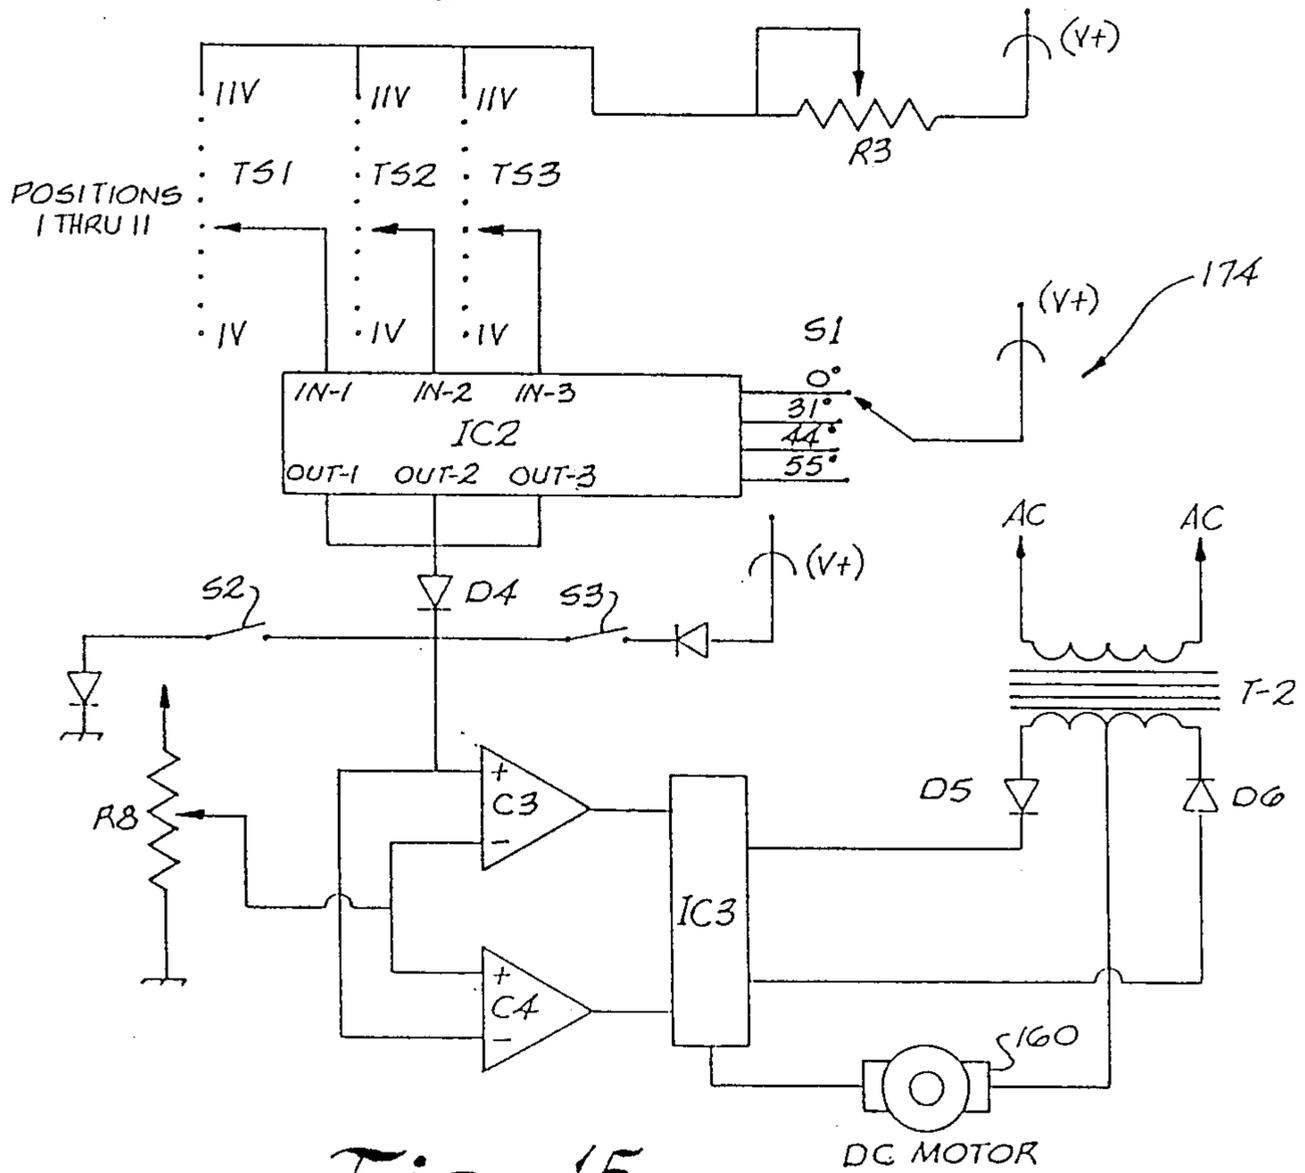 (V+)
11V 11V 11V
R3
TS1 TS2 TS3
POSITIONS
1 THRU 11
174
(V+)
1V 1V 1V
S1
IN-1 IN-2 IN-3
0°
31°
IC2
44°
OUT-1 OUT-2 OUT-3
55°
AC AC
(V+)
S2 D4 S3
T-2
+
C3
-
D5 D6
R8
IC3
+
C4
-
160
DC MOTOR
Fig. 15